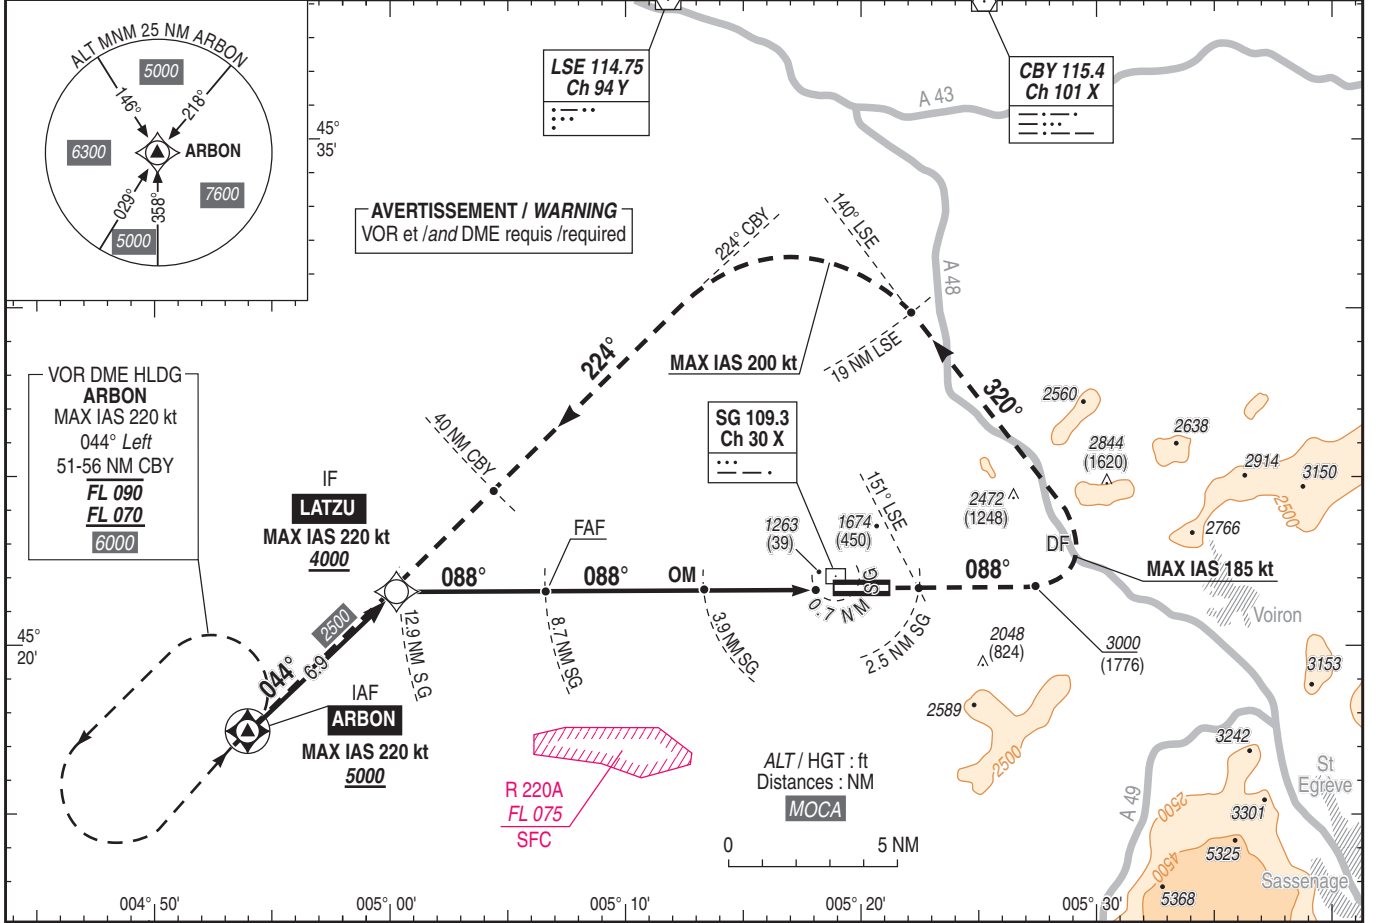 ALT MNM 25 NM ARBON
5000
146°
218°
6300
ARBON
7600
029°
358°
5000
45°
35'
LSE 114.75
Ch 94 Y
CBY 115.4
Ch 101 X
A 43
AVERTISSEMENT / WARNING
VOR et /and DME requis /required
224° CBY
140° LSE
A 48
19 NM LSE
MAX IAS 200 kt
224°
320°
VOR DME HLDG
ARBON
MAX IAS 220 kt
044° Left
51-56 NM CBY
FL 090
FL 070
6000
40 NM CBY
SG 109.3
Ch 30 X
2560
2638
2844
(1620)
2914
3150
2500
2472
(1248)
2766
IF
LATZU
MAX IAS 220 kt
4000
FAF
1263
(39)
1674
(450)
151° LSE
DF
MAX IAS 185 kt
088°
088°
OM
SG
088°
0.7 NM
Voiron
2500
12.9 NM SG
8.7 NM SG
3.9 NM SG
2.5 NM SG
2048
(824)
3000
(1776)
45°
20'
044°
6.9
3153
IAF
ARBON
MAX IAS 220 kt
5000
2589
2500
R 220A
FL 075
SFC
ALT / HGT : ft
Distances : NM
MOCA
0
5 NM
3242
St
Egrève
A 49
2500
3301
5325
4500
Sassenage
5368
004° 50'
005° 00'
005° 10'
005° 20'
005° 30'